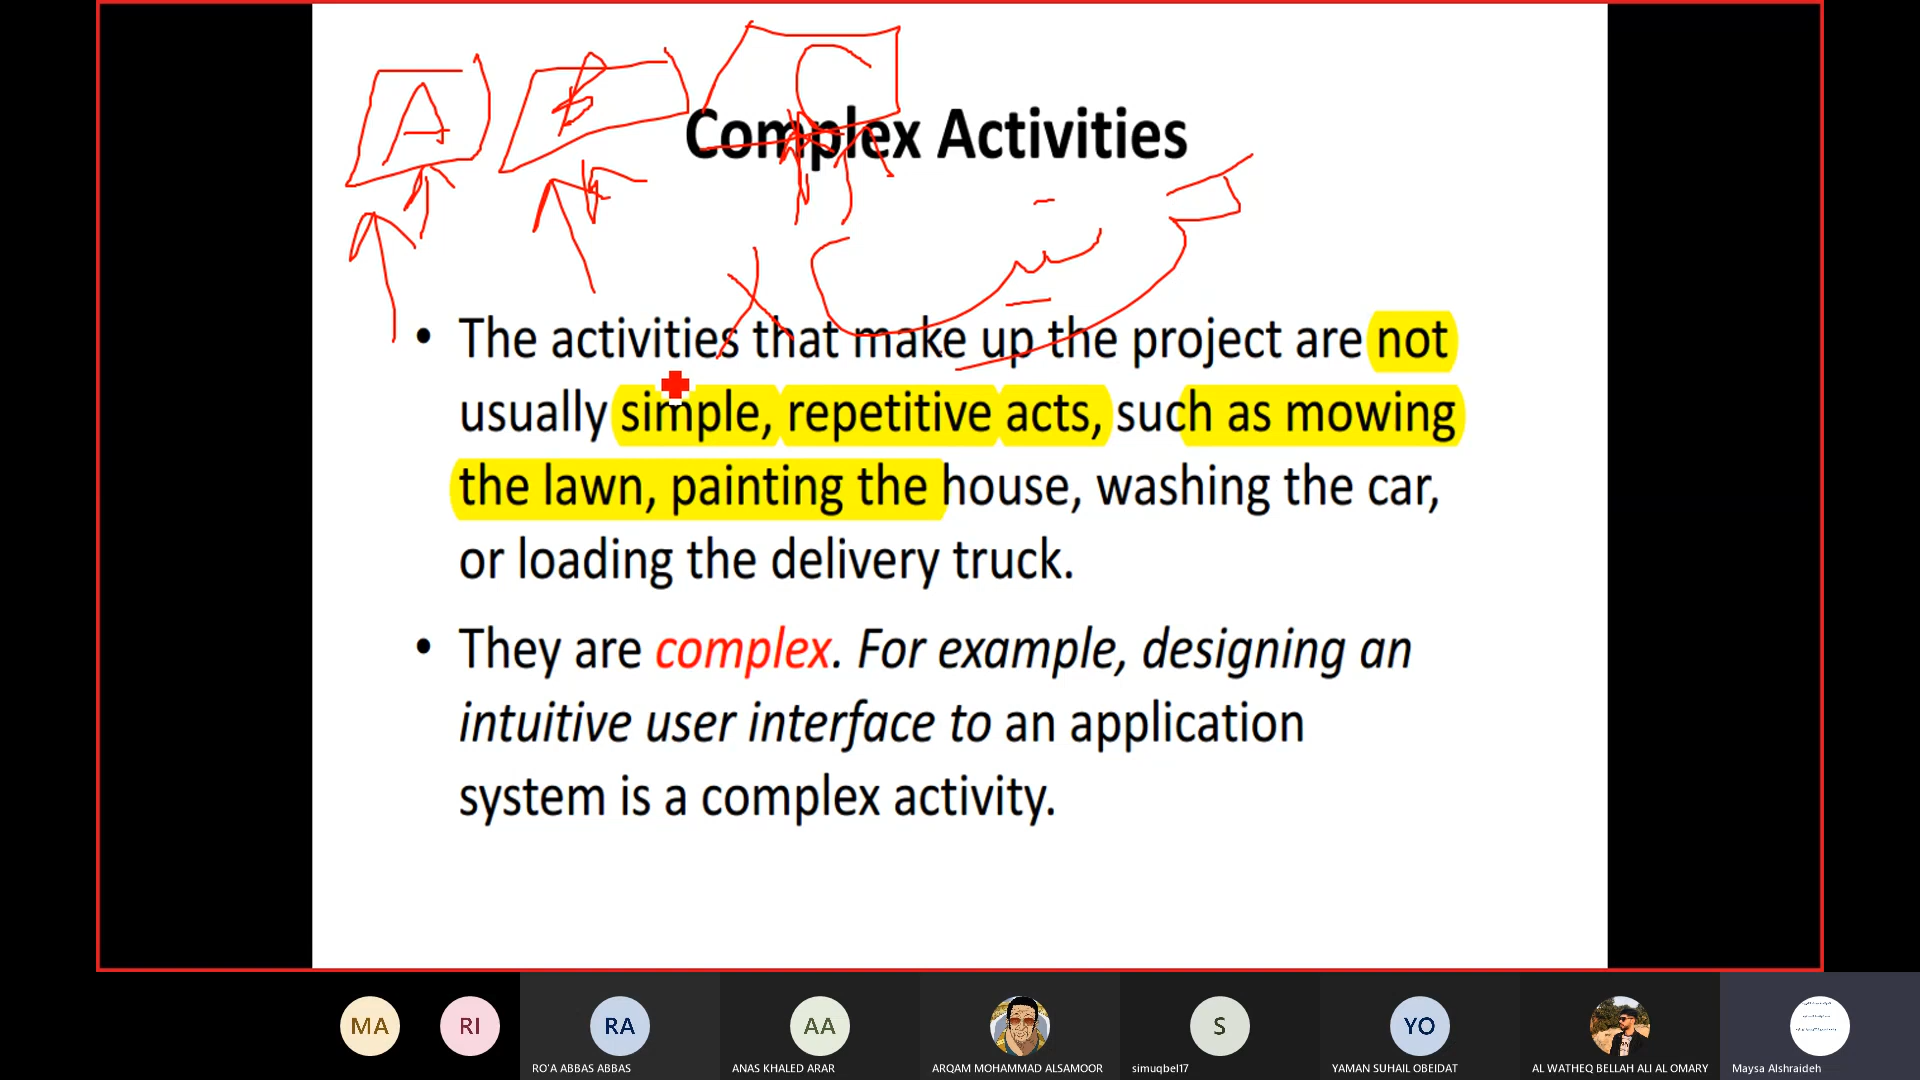 A B C
Complex Activities
• The activities that make up the project are not
usually simple, repetitive acts, such as mowing
the lawn, painting the house, washing the car,
or loading the delivery truck.
• They are complex. For example, designing an
intuitive user interface to an application
system is a complex activity.
MA RI RA AA S YO
RO'A ABBAS ABBAS ANAS KHALED ARAR ARQAM MOHAMMAD ALSAMOOR simuqbel17 YAMAN SUHAIL OBEIDAT AL WATHEQ BELLAH ALI AL OMARY Maysa Alshraideh